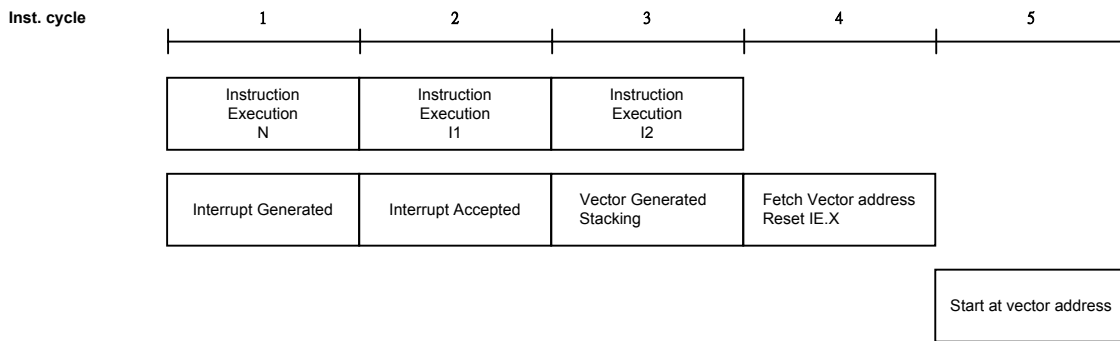 Inst. cycle 1 2 3 4 5
Instruction
Execution
N
Instruction
Execution
I1
Instruction
Execution
I2
Interrupt Generated
Interrupt Accepted
Vector Generated
Stacking
Fetch Vector address
Reset IE.X
Start at vector address